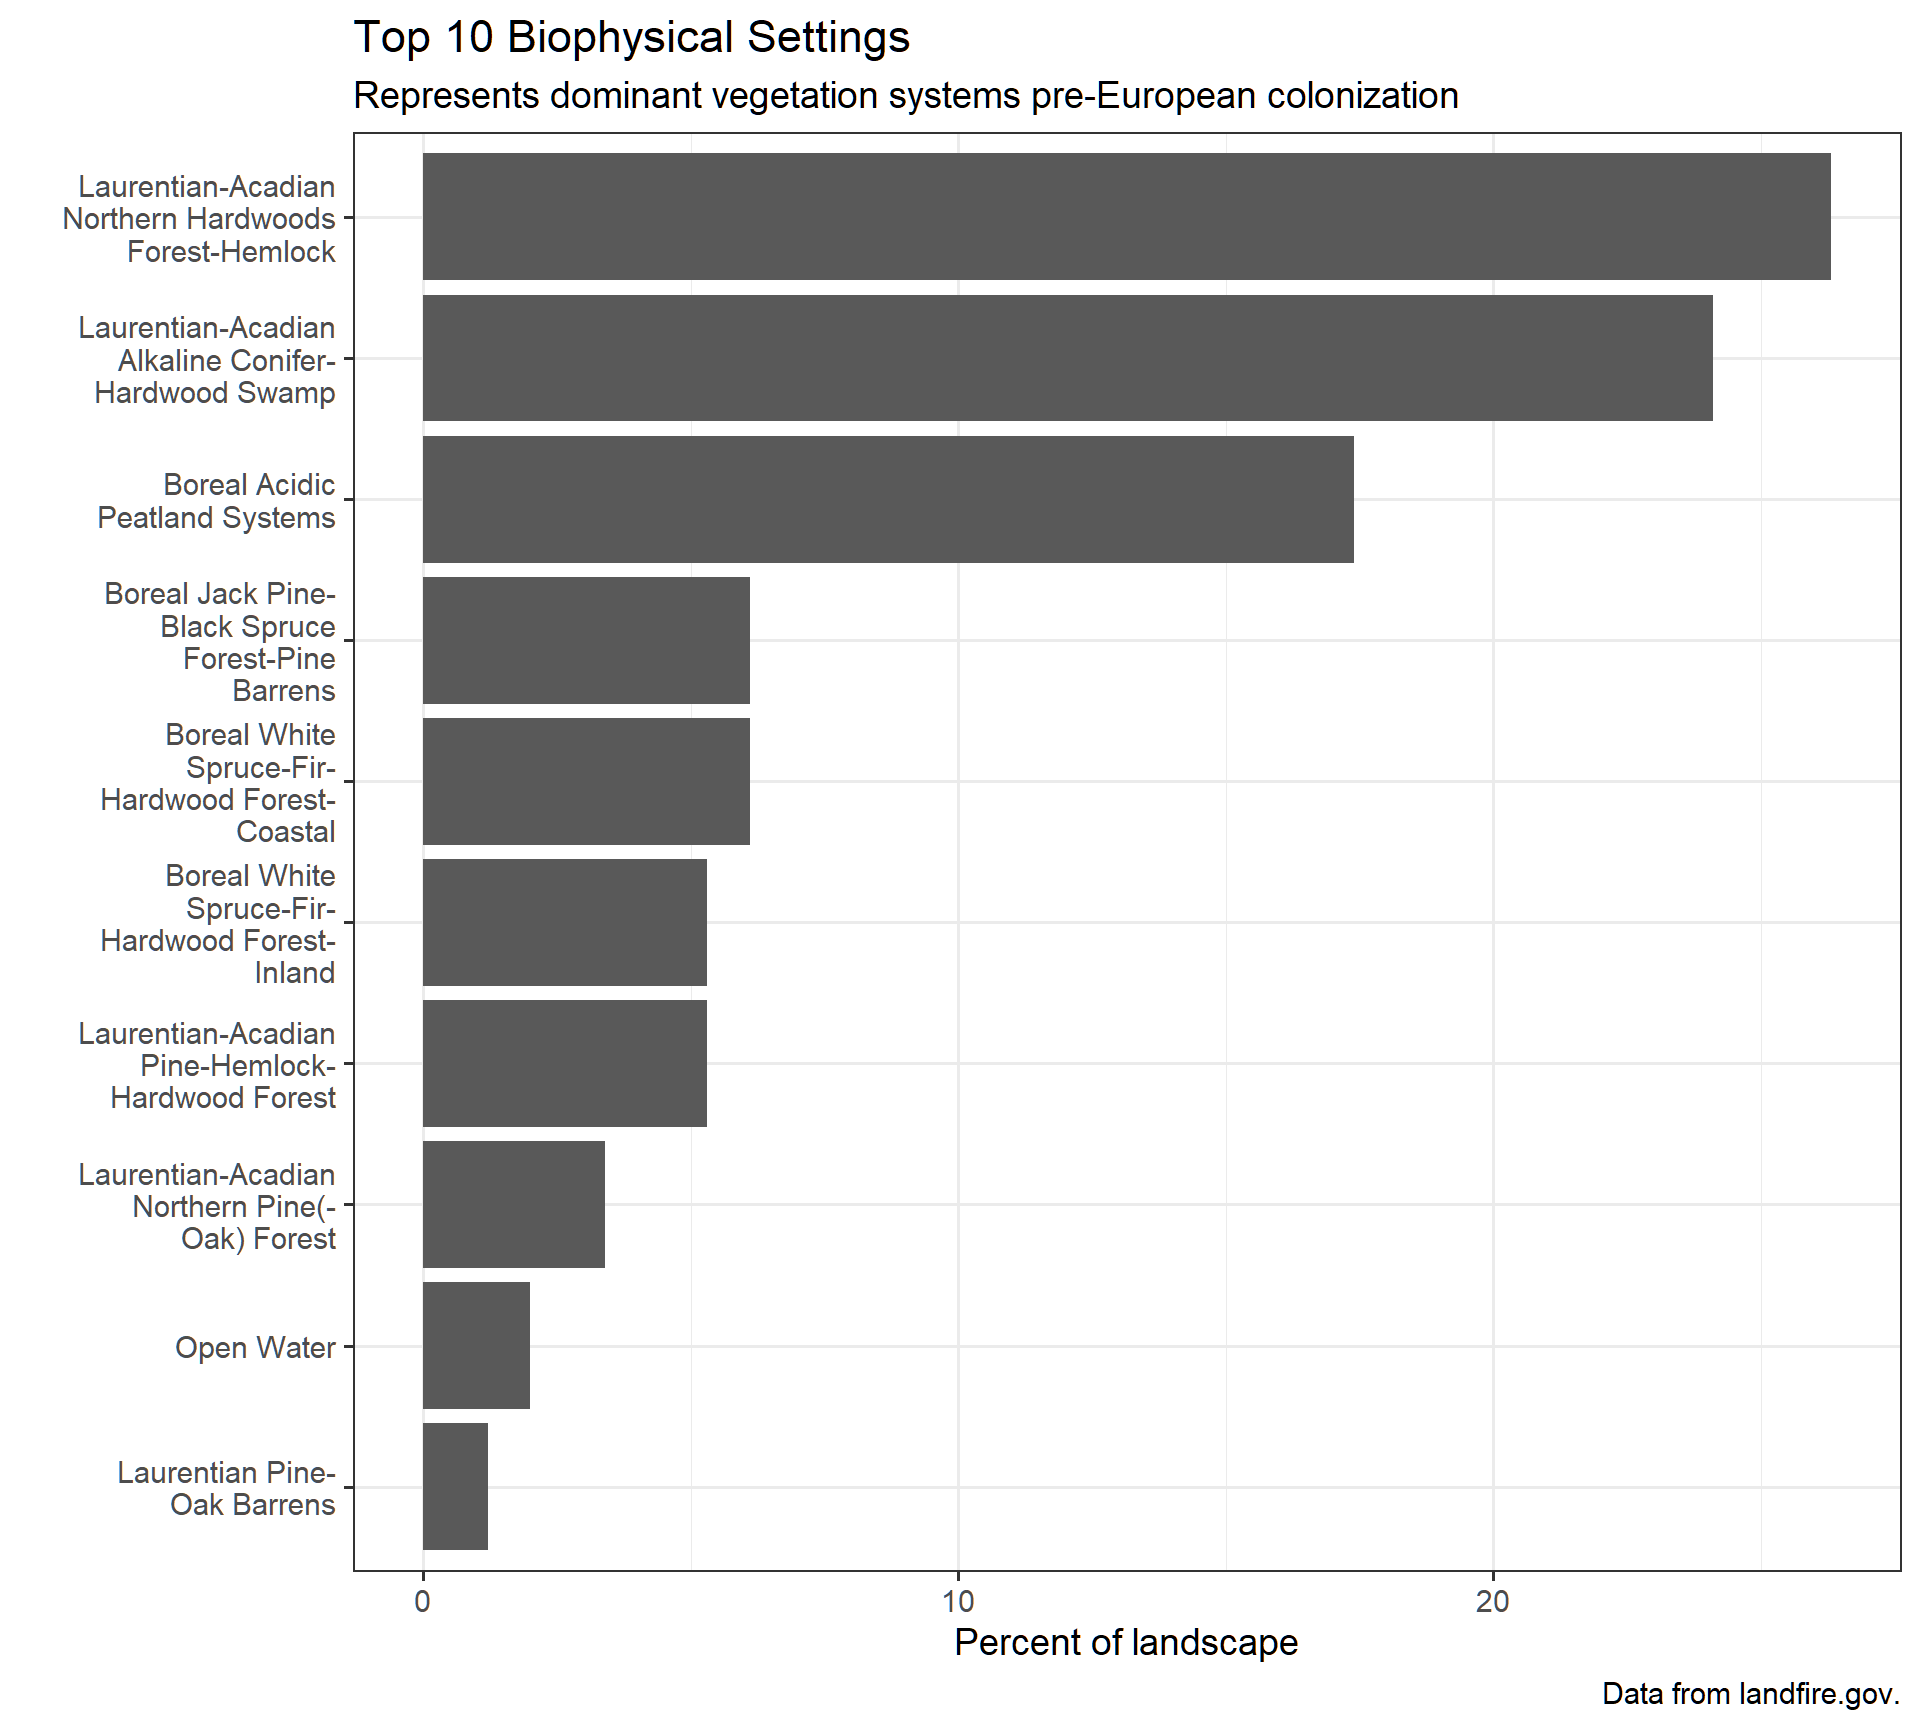 Top 10 Biophysical Settings
Represents dominant vegetation systems pre-European colonization
Laurentian-Acadian
Northern Hardwoods
Forest-Hemlock
Laurentian-Acadian
Alkaline Conifer-
Hardwood Swamp
Boreal Acidic
Peatland Systems
Boreal Jack Pine-
Black Spruce
Forest-Pine
Barrens
Boreal White
Spruce-Fir-
Hardwood Forest-
Coastal
Boreal White
Spruce-Fir-
Hardwood Forest-
Inland
Laurentian-Acadian
Pine-Hemlock-
Hardwood Forest
Laurentian-Acadian
Northern Pine(-
Oak) Forest
Open Water
Laurentian Pine-
Oak Barrens
0 10 20
Percent of landscape
Data from landfire.gov.